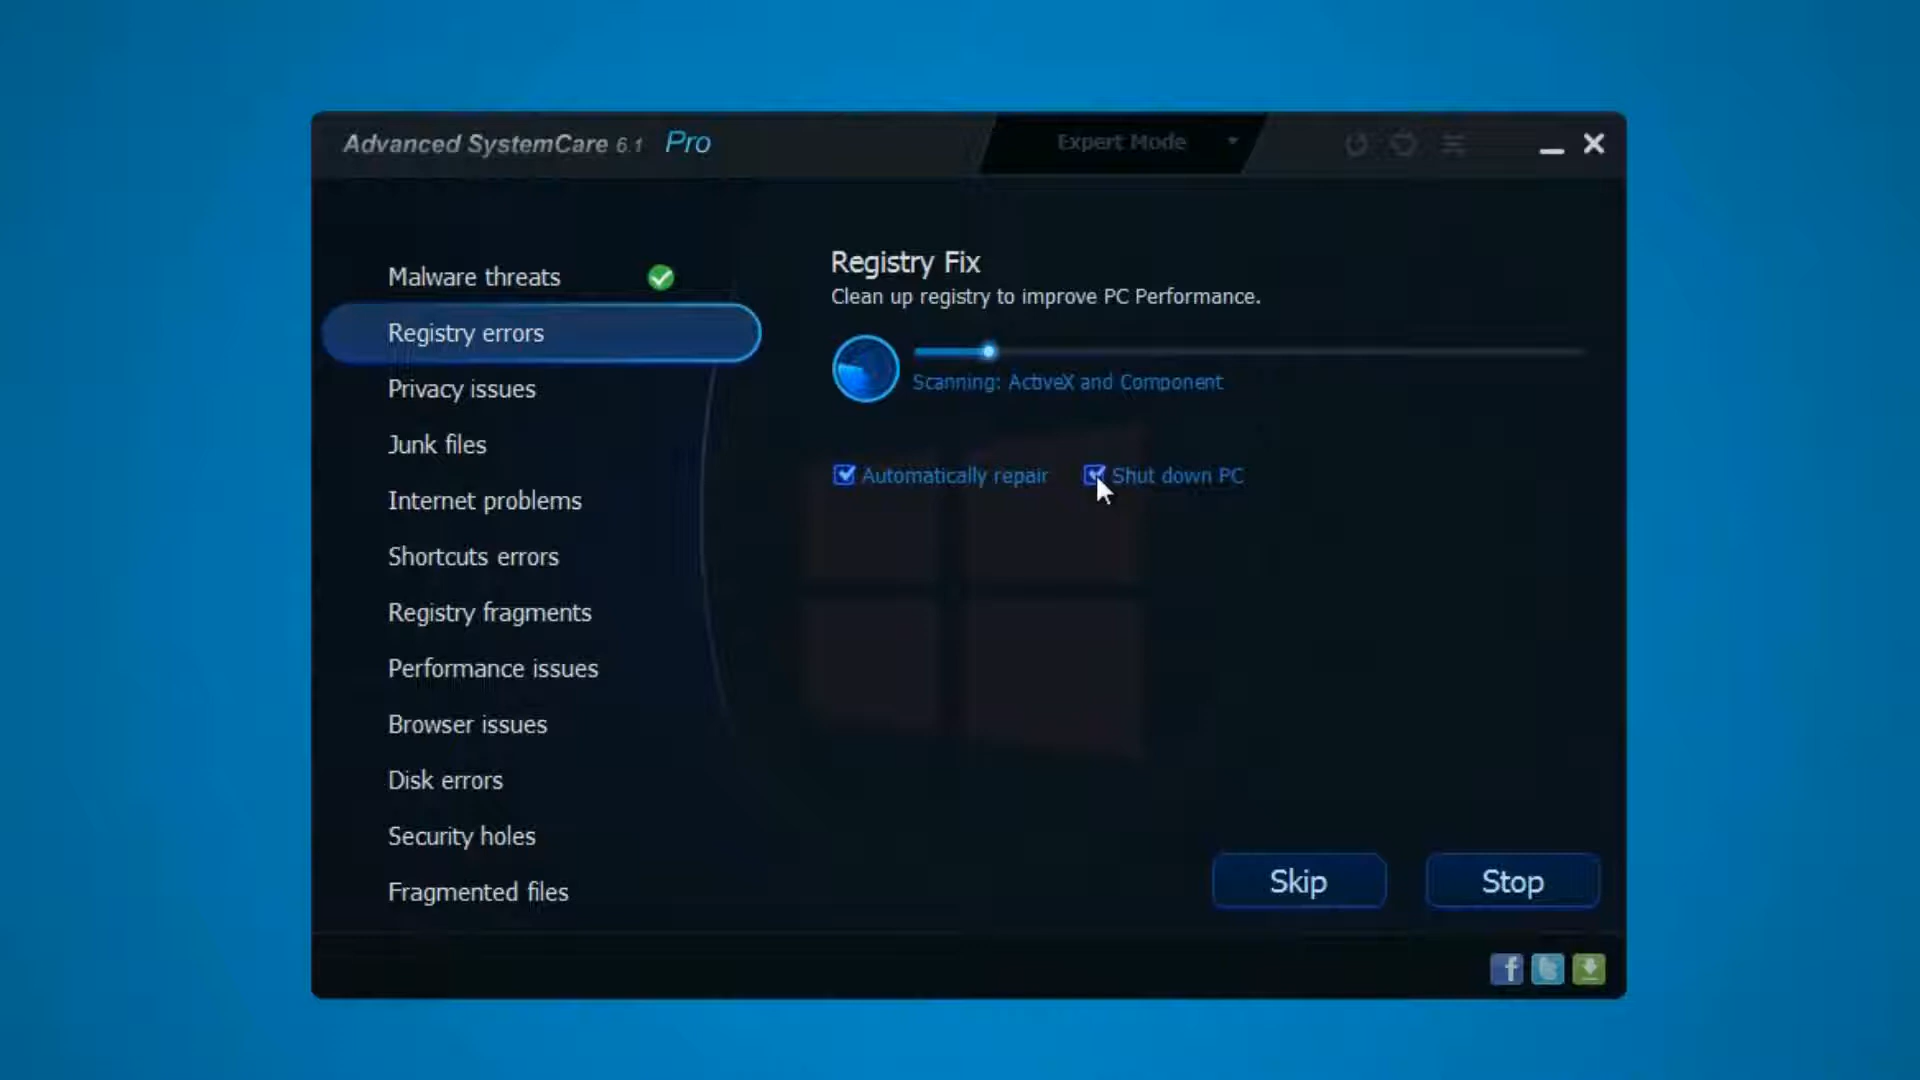 Advanced SystemCare 6.1 Pro
Expert Mode
Malware threats
Registry errors
Privacy issues
Junk files
Internet problems
Shortcuts errors
Registry fragments
Performance issues
Browser issues
Disk errors
Security holes
Fragmented files
Registry Fix
Clean up registry to improve PC Performance.
Scanning: ActiveX and Component
Automatically repair
Shut down PC
Skip
Stop